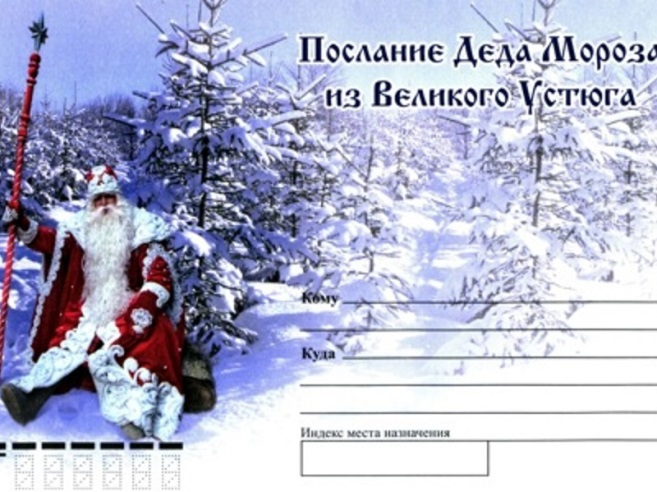 Послание Деда Мороза
из Великого Устюга
Кому
Куда
Индекс места назначения